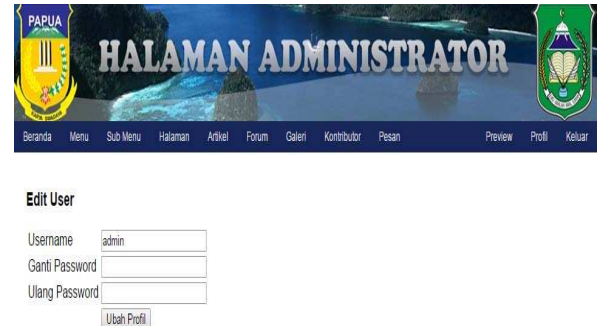 PAPUA
HALAMAN ADMINISTRATOR
Beranda Menu Sub Menu Halaman Artikel Forum Galeri Kontributor Pesan Preview Profil Keluar
Edit User
Username admin
Ganti Password
Ulang Password
Ubah Profil